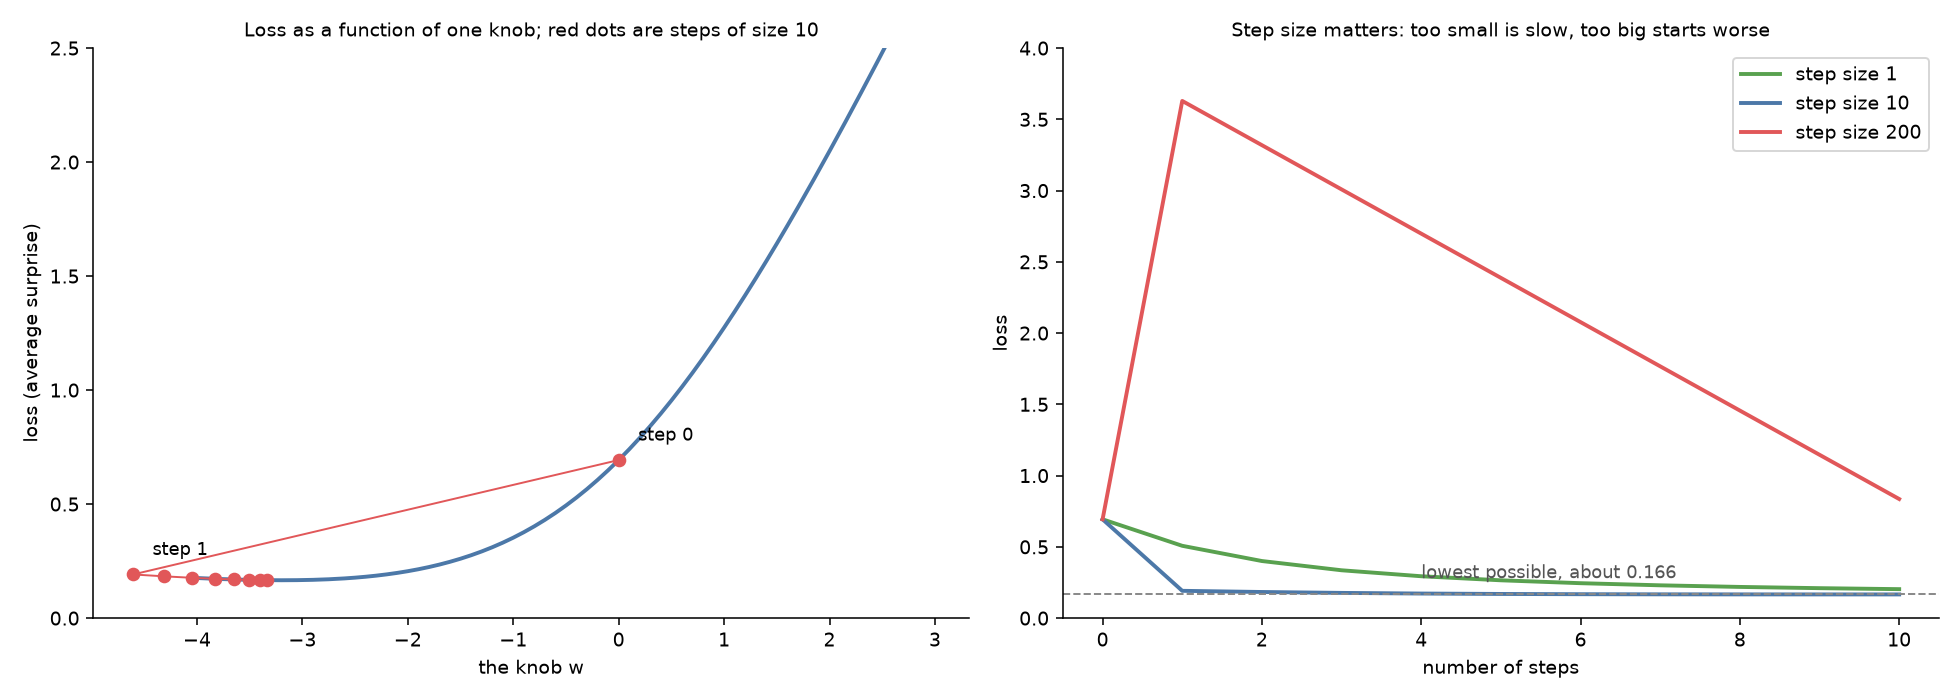 Loss as a function of one knob; red dots are steps of size 10
2.5
2.0
1.5
1.0
0.5
0.0
loss (average surprise)
step 0
step 1
−4
−3
−2
−1
0
1
2
3
the knob w
Step size matters: too small is slow, too big starts worse
4.0
3.5
3.0
2.5
2.0
1.5
1.0
0.5
0.0
loss
step size 1
step size 10
step size 200
lowest possible, about 0.166
0
2
4
6
8
10
number of steps